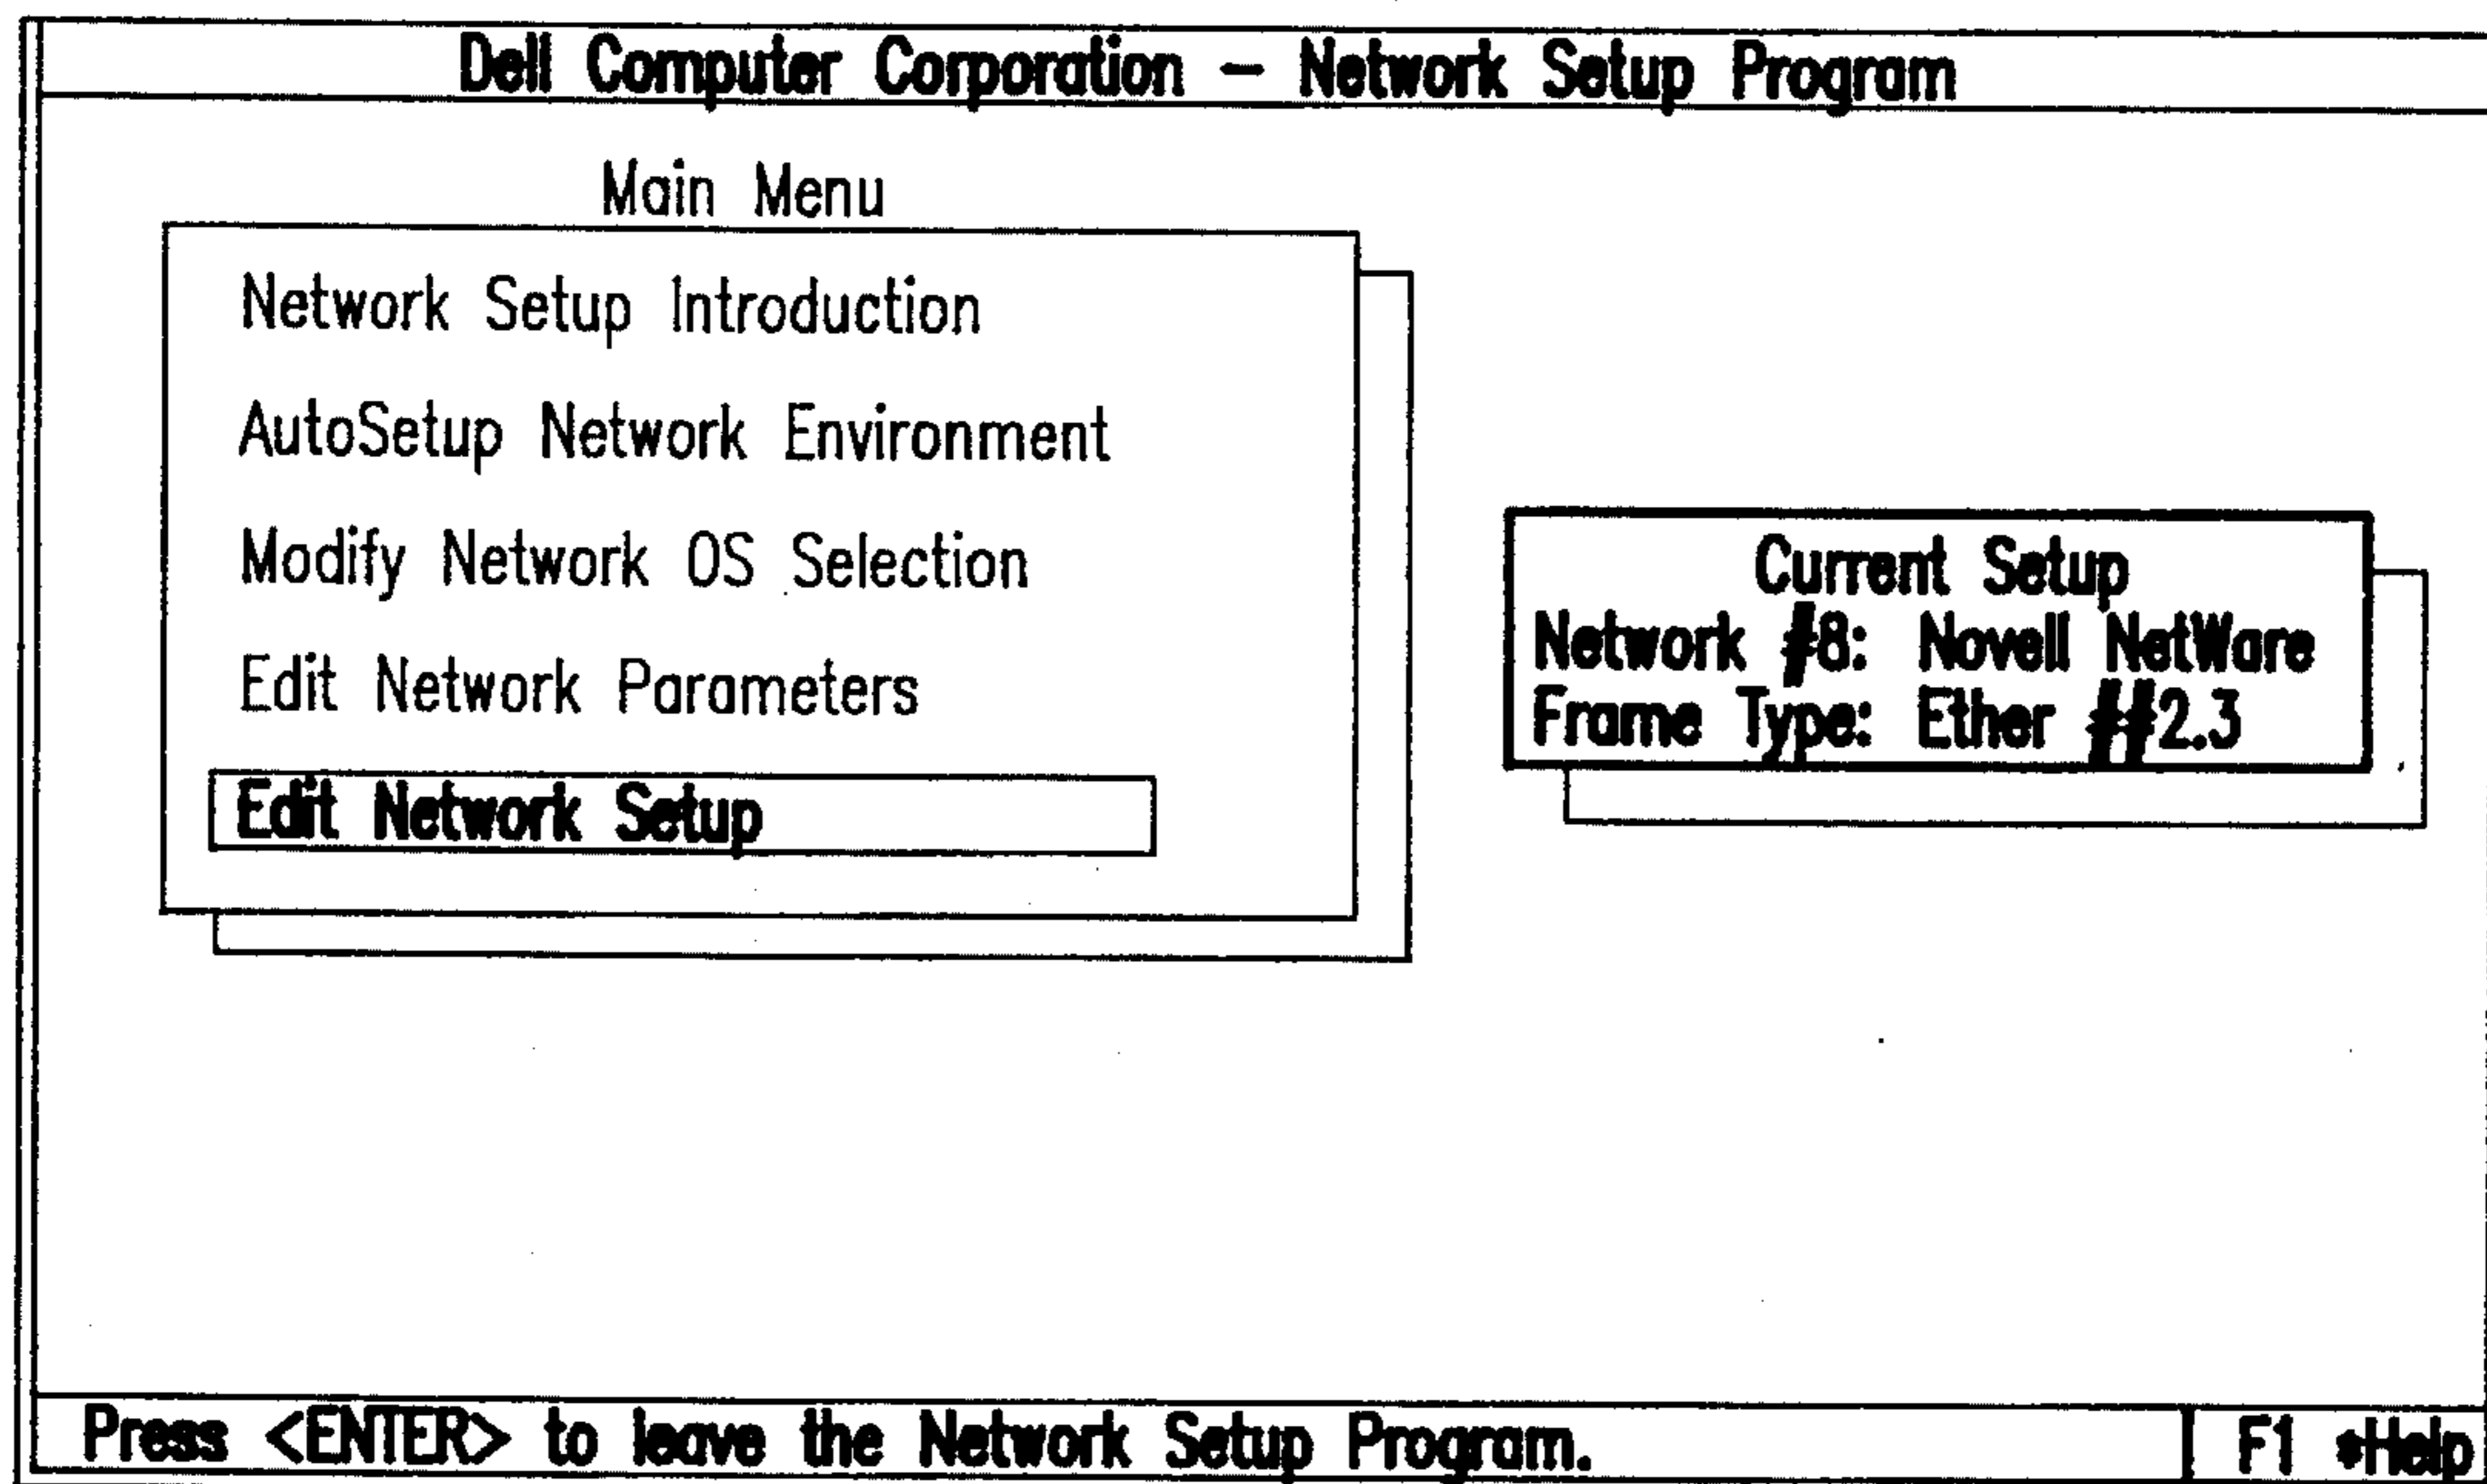 Dell Computer Corporation — Network Setup Program
Main Menu
Network Setup Introduction
AutoSetup Network Environment
Modify Network OS Selection
Edit Network Parameters
Edit Network Setup
Current Setup
Network #8: Novell NetWare
Frame Type: Ether ##2.3
Press <ENTER> to leave the Network Setup Program.
F1 *Help